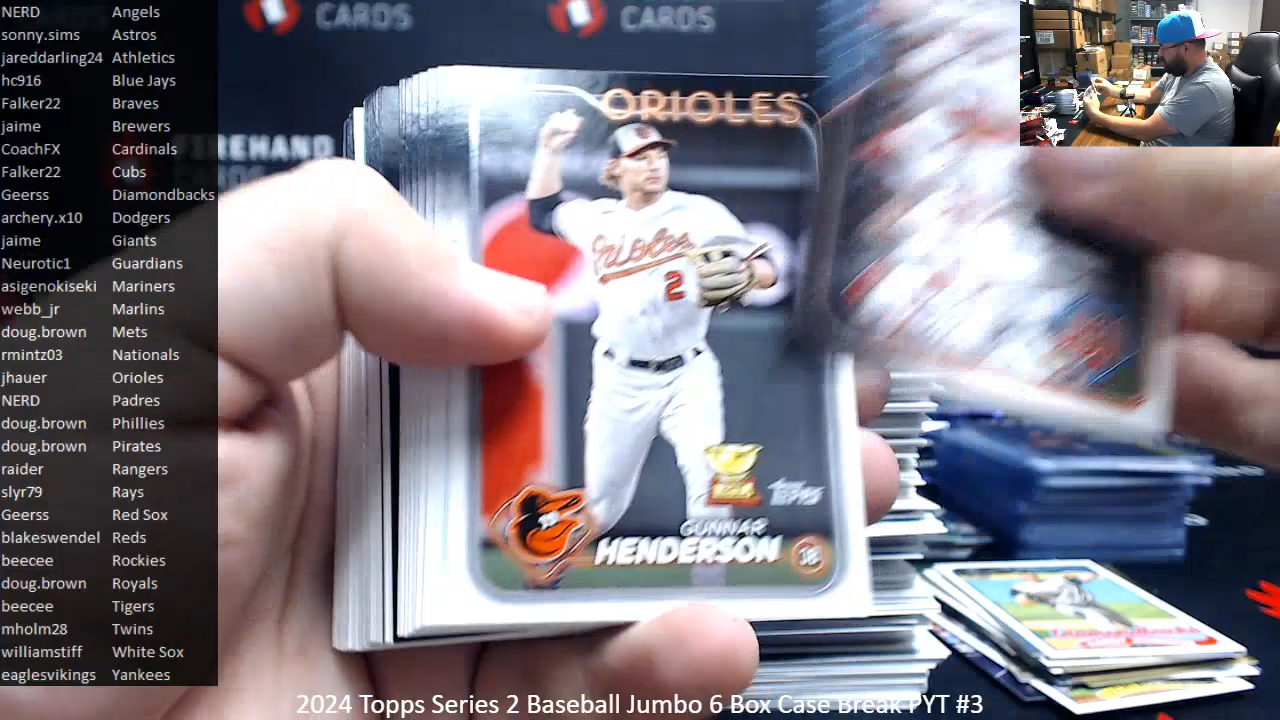 NERD Angels
sonny.sims Astros
jareddarling24 Athletics
hc916 Blue Jays
Falker22 Braves
jaime Brewers
CoachFX Cardinals
Falker22 Cubs
Geerss Diamondbacks
archery.x10 Dodgers
jaime Giants
Neurotic1 Guardians
asigenokiseki Mariners
webb_jr Marlins
doug.brown Mets
rmintz03 Nationals
jhauer Orioles
NERD Padres
doug.brown Phillies
doug.brown Pirates
raider Rangers
slyr79 Rays
Geerss Red Sox
blakeswendel Reds
beecee Rockies
doug.brown Royals
beecee Tigers
mholm28 Twins
williamstiff White Sox
eaglesvikings Yankees
CARDS
CARDS
FIREHAND
ORIOLES
Orioles
2
Topps
GUNNAR
HENDERSON
2024 Topps Series 2 Baseball Jumbo 6 Box Case Break PYT #3